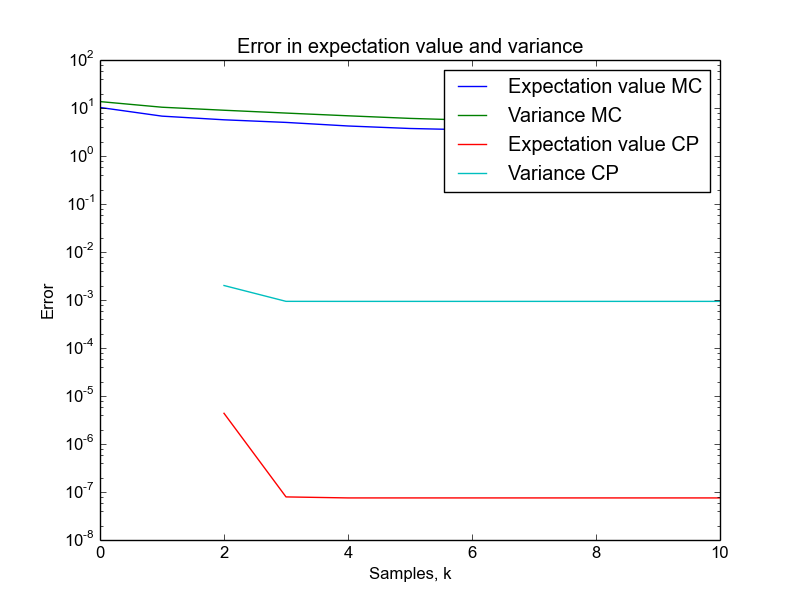 Error in expectation value and variance
Expectation value MC
Variance MC
Expectation value CP
Variance CP
10^2
10^1
10^0
10^-1
10^-2
10^-3
10^-4
10^-5
10^-6
10^-7
10^-8
Error
0 2 4 6 8 10
Samples, k